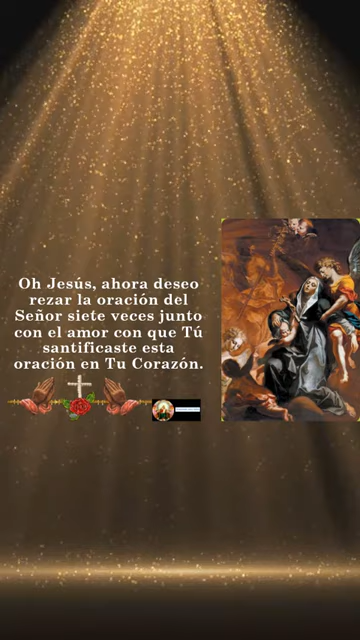 Oh Jesús, ahora deseo
rezar la oración del
Señor siete veces junto
con el amor con que Tú
santificaste esta
oración en Tu Corazón.